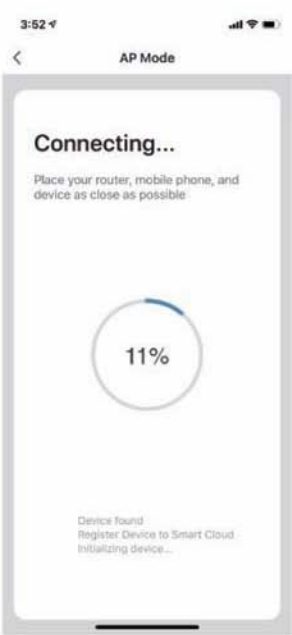 3:52
AP Mode
Connecting...
Place your router, mobile phone, and
device as close as possible
11%
Device found
Register Device to Smart Cloud
Initializing device...